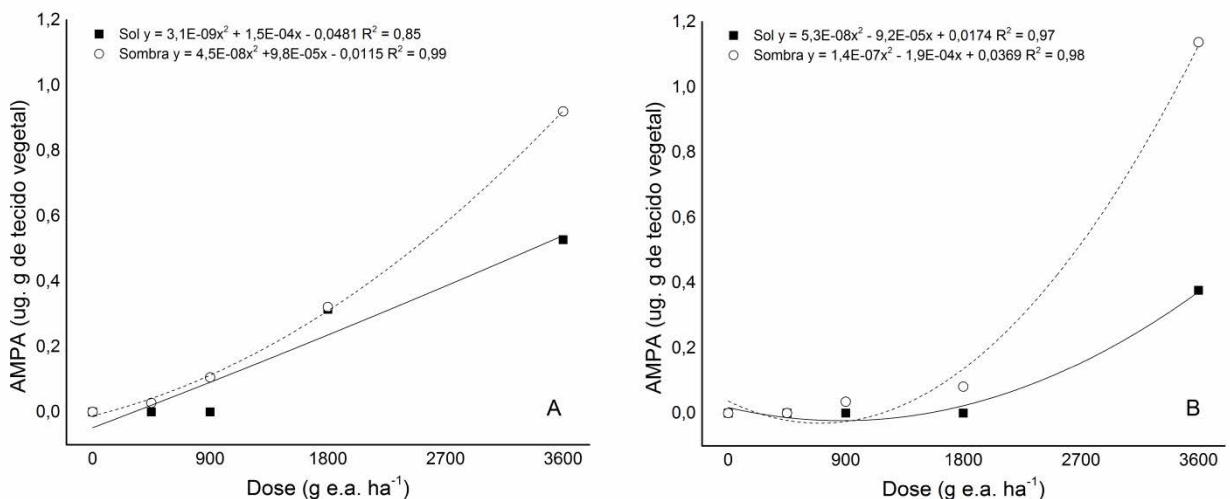 1,2
■ Sol y = 3,1E-09x² + 1,5E-04x - 0,0481 R² = 0,85
○ Sombra y = 4,5E-08x² +9,8E-05x - 0,0115 R² = 0,99
1,0
0,8
0,6
0,4
0,2
0,0
AMPA (ug. g de tecido vegetal)
A
0 900 1800 2700 3600
Dose (g e.a. ha⁻¹)
1,2
■ Sol y = 5,3E-08x² - 9,2E-05x + 0,0174 R² = 0,97
○ Sombra y = 1,4E-07x² - 1,9E-04x + 0,0369 R² = 0,98
1,0
0,8
0,6
0,4
0,2
0,0
AMPA (ug. g de tecido vegetal)
B
0 900 1800 2700 3600
Dose (g e.a. ha⁻¹)